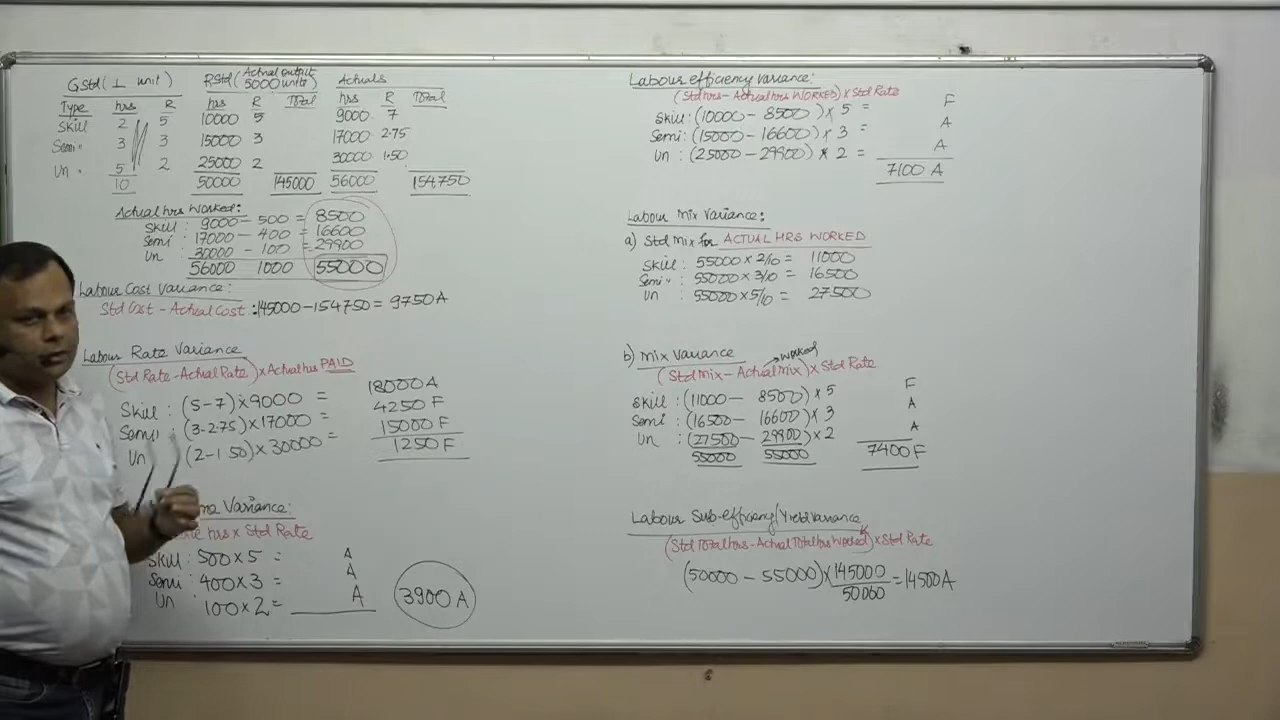 GStd (1 unit) RStd (Actual output 5000 units) Actuals
Type hrs R hrs R Total hrs R Total
Skill 2 5 10000 5 9000 7
Semi " 3 3 15000 3 17000 2.75
Un " 5 2 25000 2 30000 1.50
10 50000 145000 56000 154750
Actual hrs Worked:
Skill : 9000 - 500 = 8500
Semi : 17000 - 400 = 16600
Un : 30000 - 100 = 29900
56000 1000 55000
Labour Cost Variance:
Std Cost - Actual Cost : 145000 - 154750 = 9750 A
Labour Rate Variance
(Std Rate - Actual Rate) x Actual hrs PAID
Skill : (5-7) x 9000 = 18000 A
Semi : (3-2.75) x 17000 = 4250 F
Un (2-1 50) x 30000 = 15000 F
1250 F
me Variance:
hrs x Std Rate
Skill : 500 x 5 = A
Semi : 400 x 3 = A
Un : 100 x 2 = A
3900 A
Labour efficiency variance:
(Std hrs - Actual hrs WORKED) x Std Rate
Skill : (10000 - 8500) x 5 = F
Semi : (15000 - 16600) x 3 = A
Un : (25000 - 29900) x 2 = A
7100 A
Labour Mix Variance:
a) Std Mix for ACTUAL HRS WORKED
Skill : 55000 x 2/10 = 11000
Semi " : 55000 x 3/10 = 16500
Un : 55000 x 5/10 = 27500
b) Mix Variance
→ worked
(Std Mix - Actual Mix) x Std Rate
Skill : (11000 - 8500) x 5 F
Semi : (16500 - 16600) x 3 A
Un : (27500 - 29900) x 2 A
55000 55000 7400 F
Labour Sub-efficiency/Yield Variance
(Std Total hrs - Actual Total hrs Worked) x Std Rate
(50000 - 55000) x 145000/50000 = 14500 A